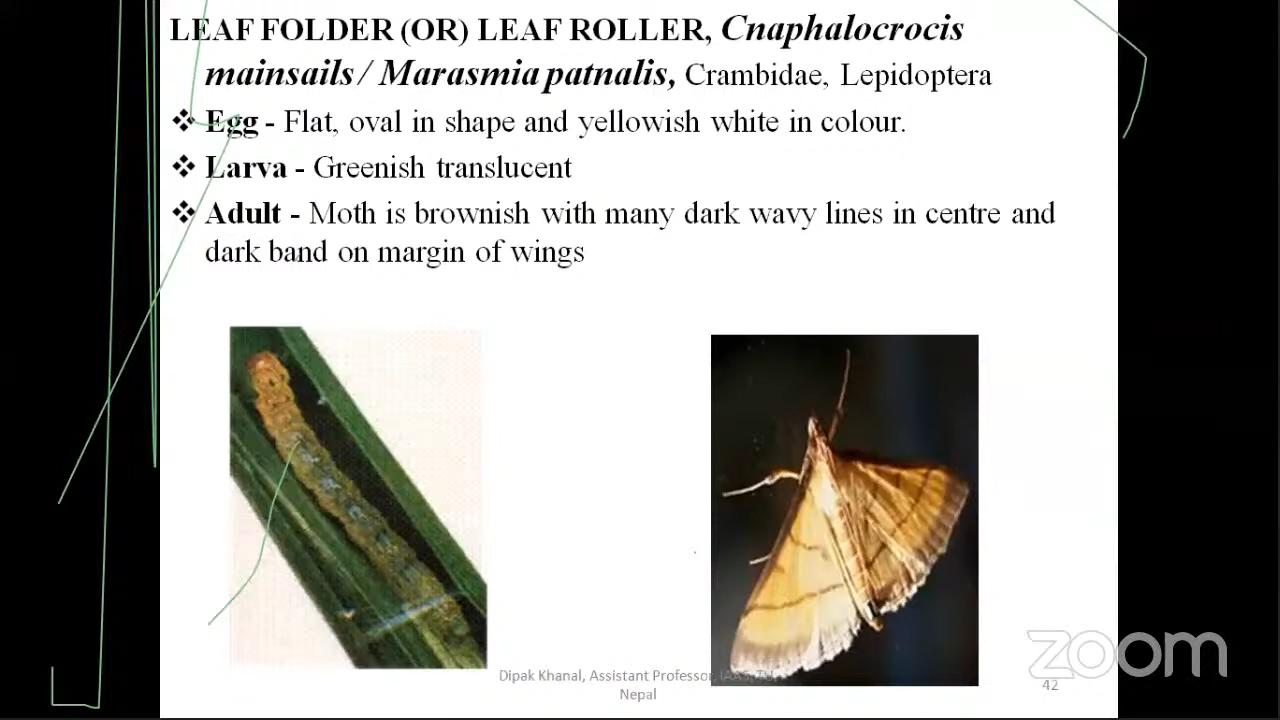 LEAF FOLDER (OR) LEAF ROLLER, Cnaphalocrocis
mainsails / Marasmia patnalis, Crambidae, Lepidoptera
❖ Egg - Flat, oval in shape and yellowish white in colour.
❖ Larva - Greenish translucent
❖ Adult - Moth is brownish with many dark wavy lines in centre and
dark band on margin of wings
Dipak Khanal, Assistant Professor, IAAS, TU,
Nepal
zoom
42